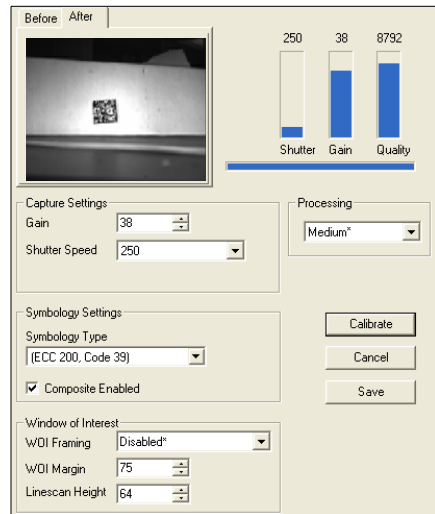 Before After
250 38 8792
Shutter Gain Quality
Capture Settings
Gain 38
Shutter Speed 250
Processing
Medium*
Symbology Settings
Symbology Type
(ECC 200, Code 39)
Composite Enabled
Calibrate
Cancel
Save
Window of Interest
WOI Framing Disabled*
WOI Margin 75
Linescan Height 64